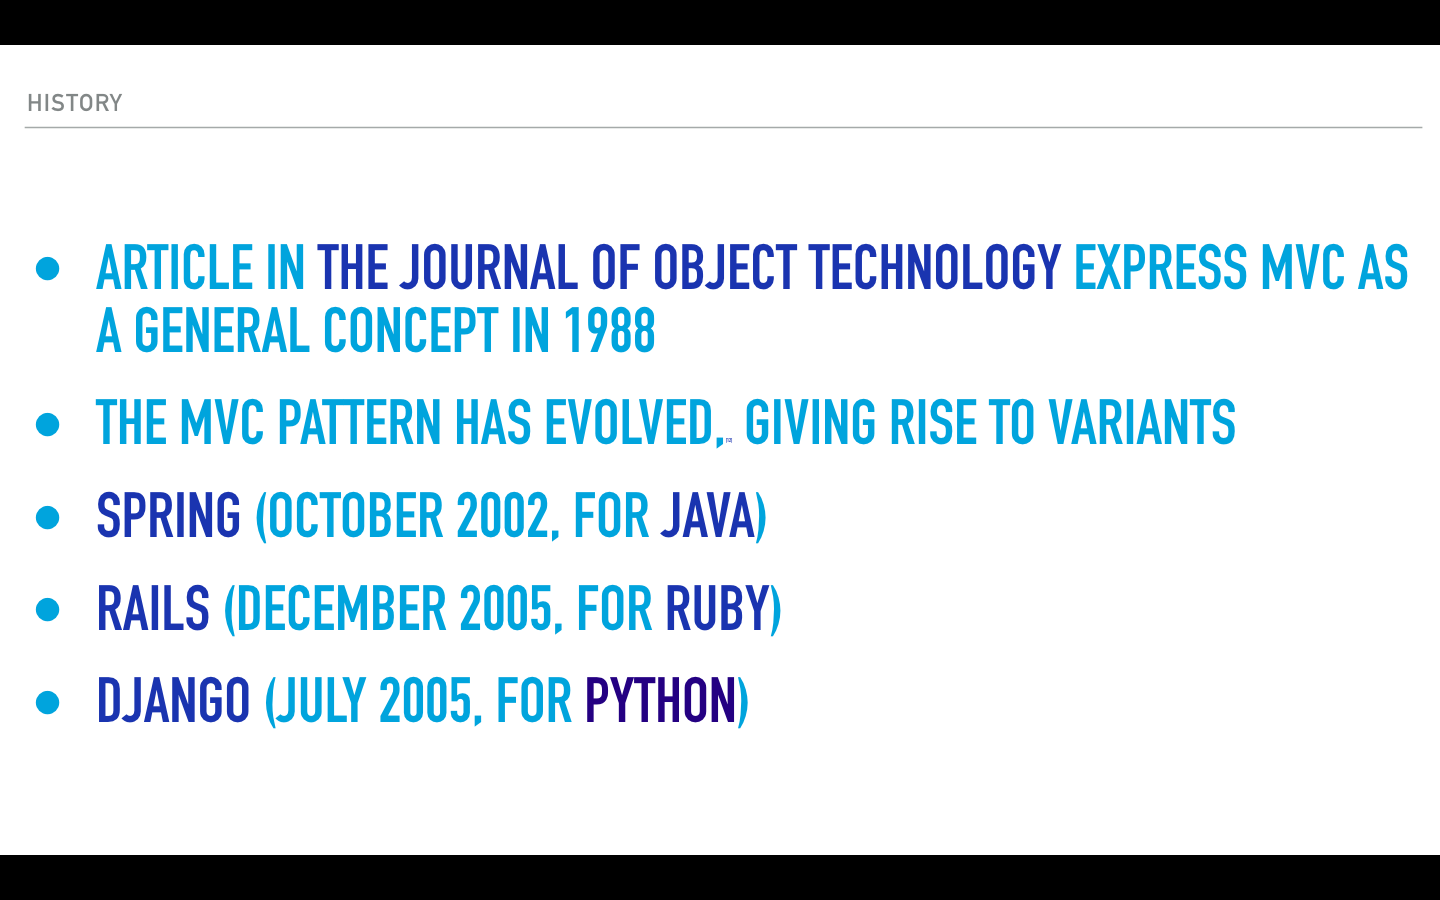 HISTORY
ARTICLE IN THE JOURNAL OF OBJECT TECHNOLOGY EXPRESS MVC AS
A GENERAL CONCEPT IN 1988
THE MVC PATTERN HAS EVOLVED, GIVING RISE TO VARIANTS
SPRING (OCTOBER 2002, FOR JAVA)
RAILS (DECEMBER 2005, FOR RUBY)
DJANGO (JULY 2005, FOR PYTHON)